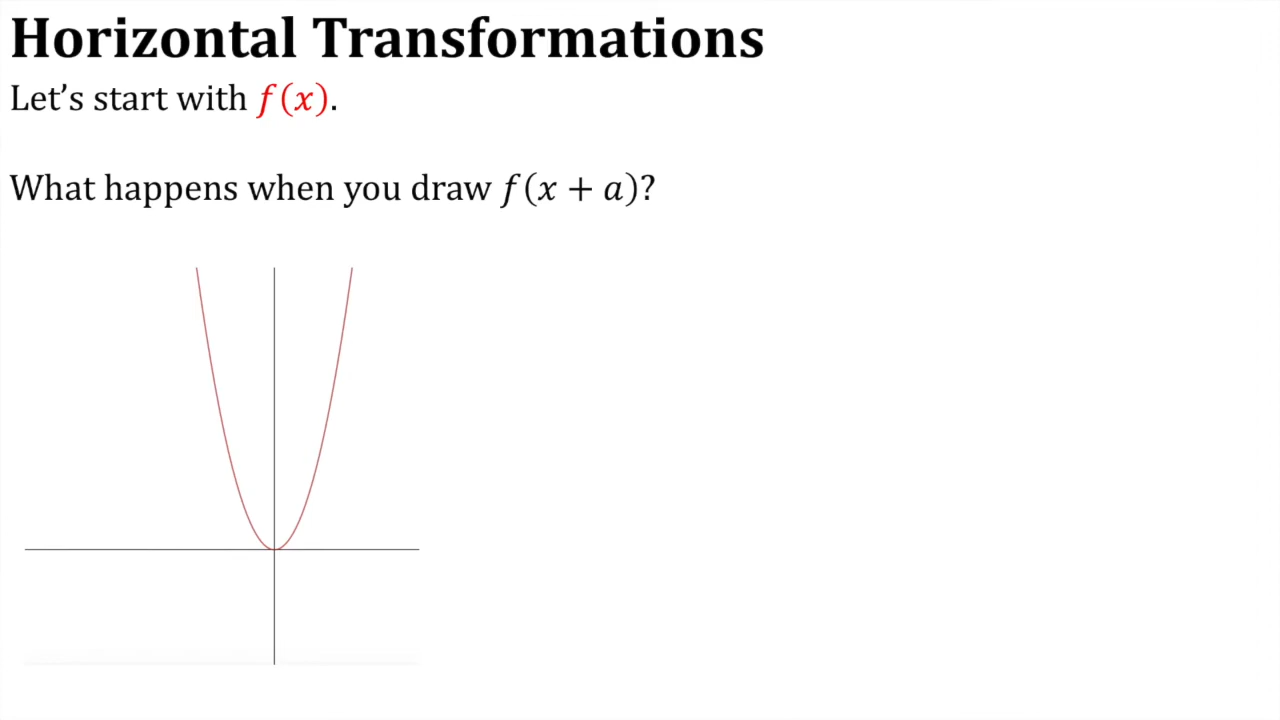 Horizontal Transformations
Let’s start with f(x).
What happens when you draw f(x + a)?